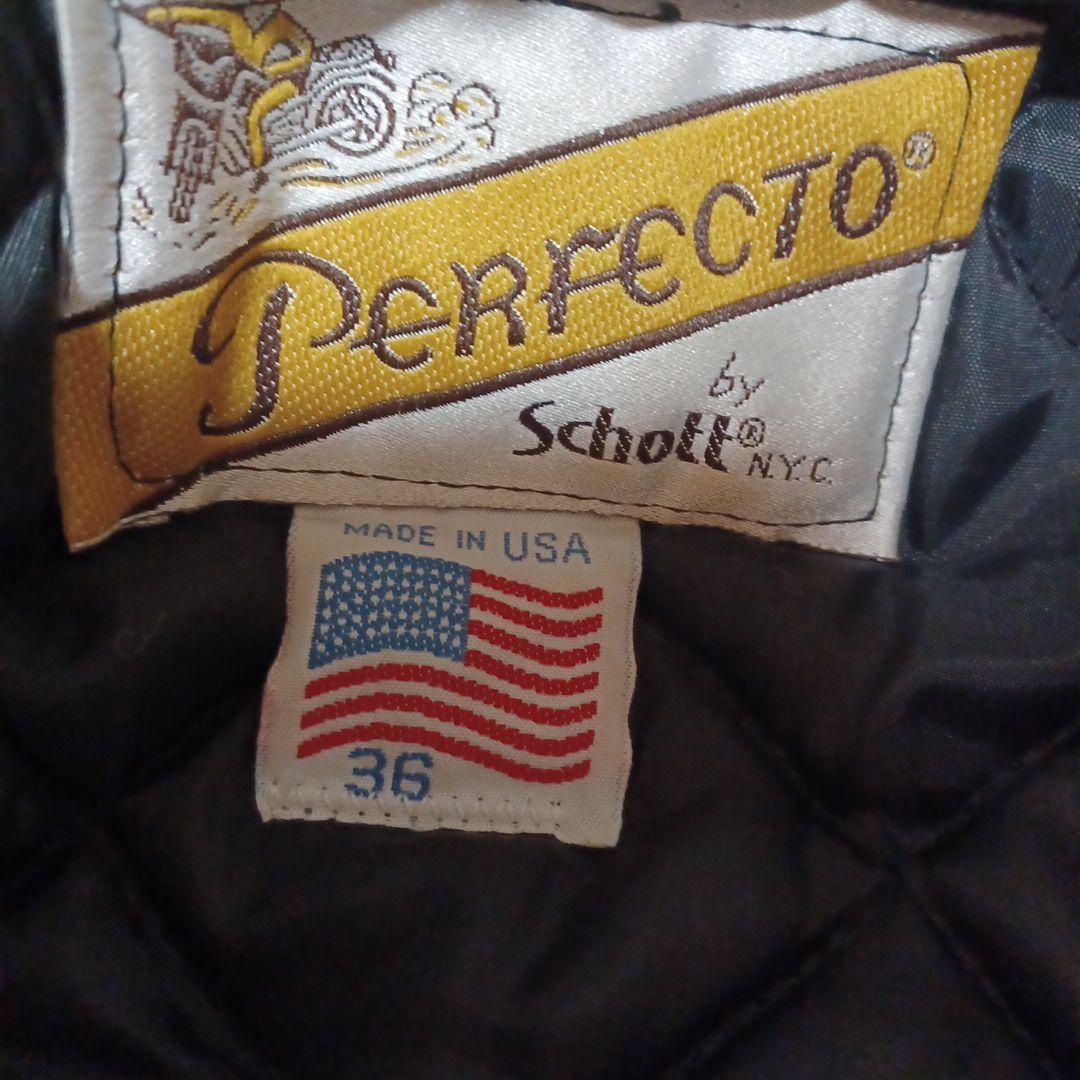 PERFECTO®
by
Schott®
N.Y.C.
MADE IN USA
36